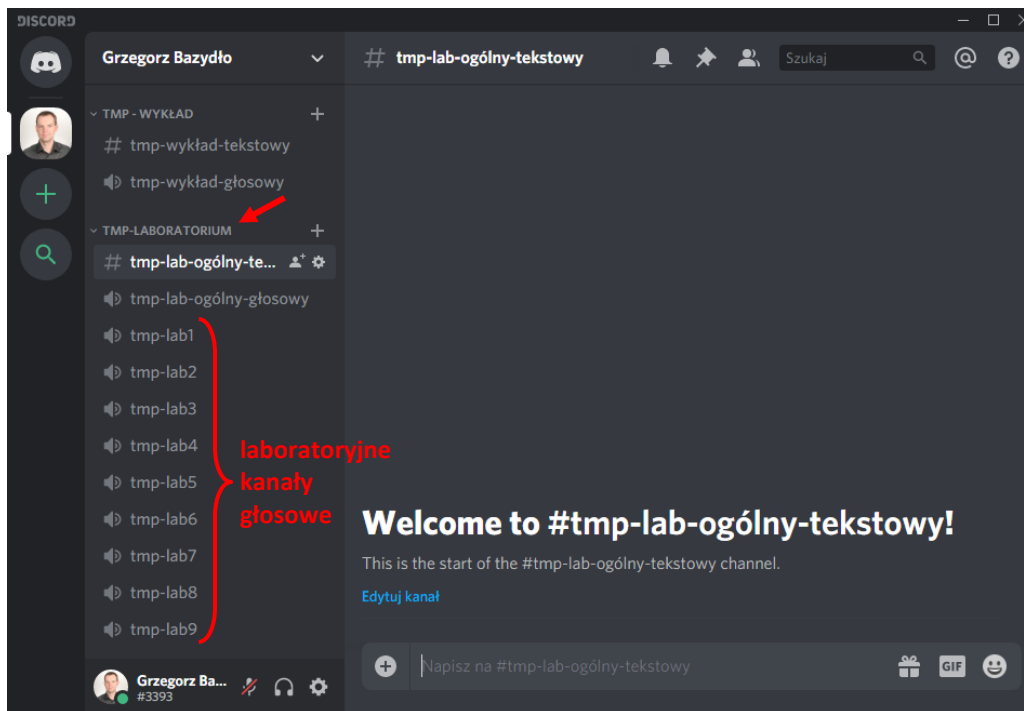 DISCORD
Grzegorz Bazydło
# tmp-lab-ogólny-tekstowy
Szukaj
TMP - WYKŁAD
# tmp-wykład-tekstowy
tmp-wykład-głosowy
TMP-LABORATORIUM
# tmp-lab-ogólny-te...
tmp-lab-ogólny-głosowy
tmp-lab1
tmp-lab2
tmp-lab3
tmp-lab4
tmp-lab5
tmp-lab6
tmp-lab7
tmp-lab8
tmp-lab9
laboratoryjne
kanały
głosowe
Welcome to #tmp-lab-ogólny-tekstowy!
This is the start of the #tmp-lab-ogólny-tekstowy channel.
Edytuj kanał
Napisz na #tmp-lab-ogólny-tekstowy
GIF
Grzegorz Ba...
#3393